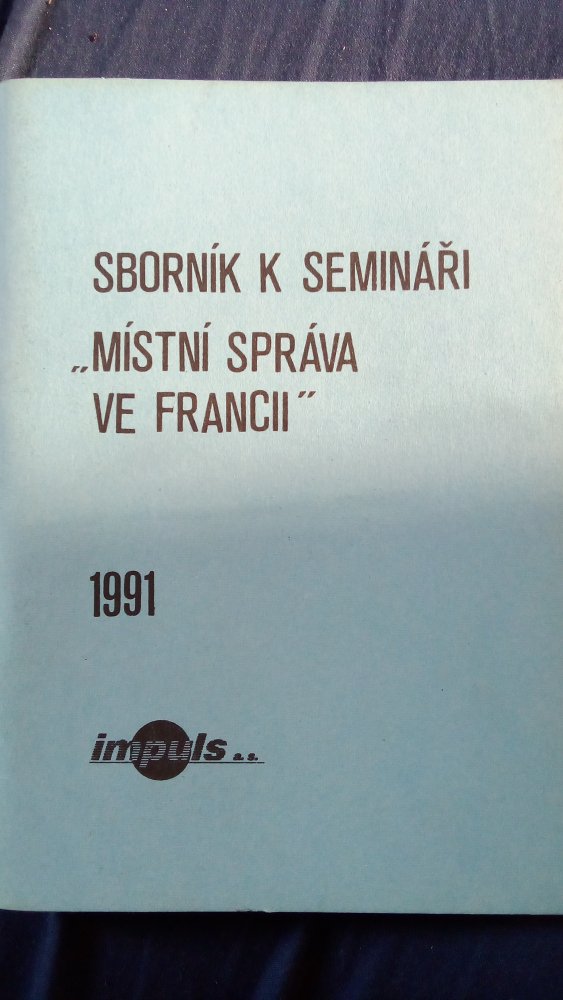 SBORNÍK K SEMINÁŘI
„MÍSTNÍ SPRÁVA
VE FRANCII"
1991
impuls a.s.